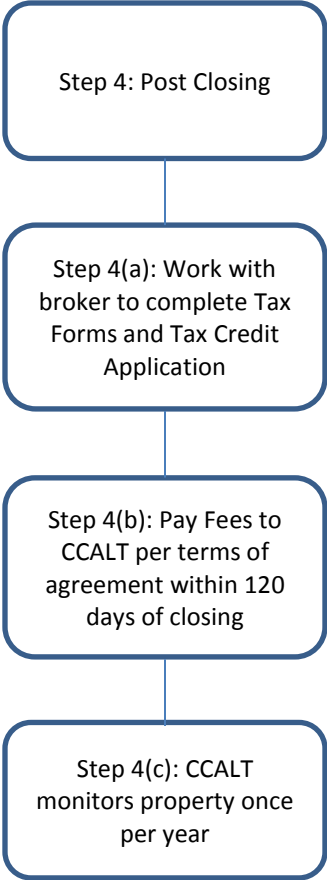 Step 4: Post Closing
Step 4(a): Work with
broker to complete Tax
Forms and Tax Credit
Application
Step 4(b): Pay Fees to
CCALT per terms of
agreement within 120
days of closing
Step 4(c): CCALT
monitors property once
per year